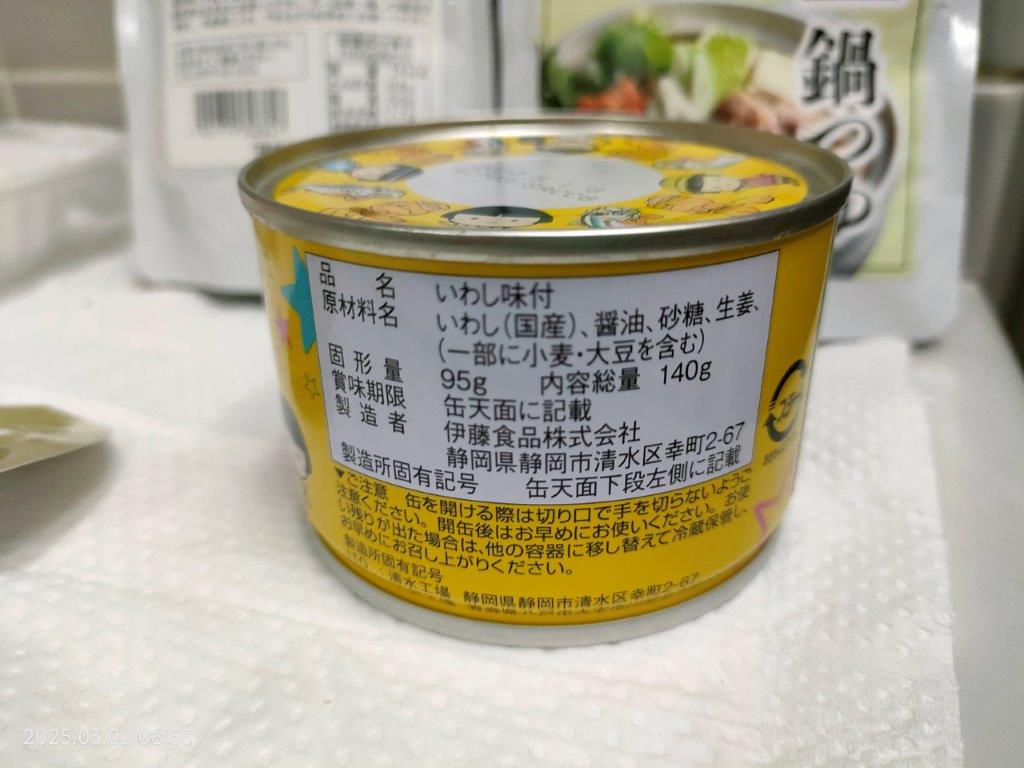 鍋つゆ
品名 いわし味付
原材料名 いわし(国産)、醤油、砂糖、生姜、
(一部に小麦・大豆を含む)
固形量 95g 内容総量 140g
賞味期限 缶天面に記載
製造者 伊藤食品株式会社
静岡県静岡市清水区幸町2-67
製造所固有記号 缶天面下段左側に記載
▼ご注意 缶を開ける際は切り口で手を切らないようご
注意ください。開缶後はお早めにお使いください。お使
い残りが出た場合は、他の容器に移し替えて冷蔵保管し、
お早めにお召し上がりください。
製造所固有記号
清水工場 静岡県静岡市清水区幸町2-67
スチール
2025.03.02 06:53